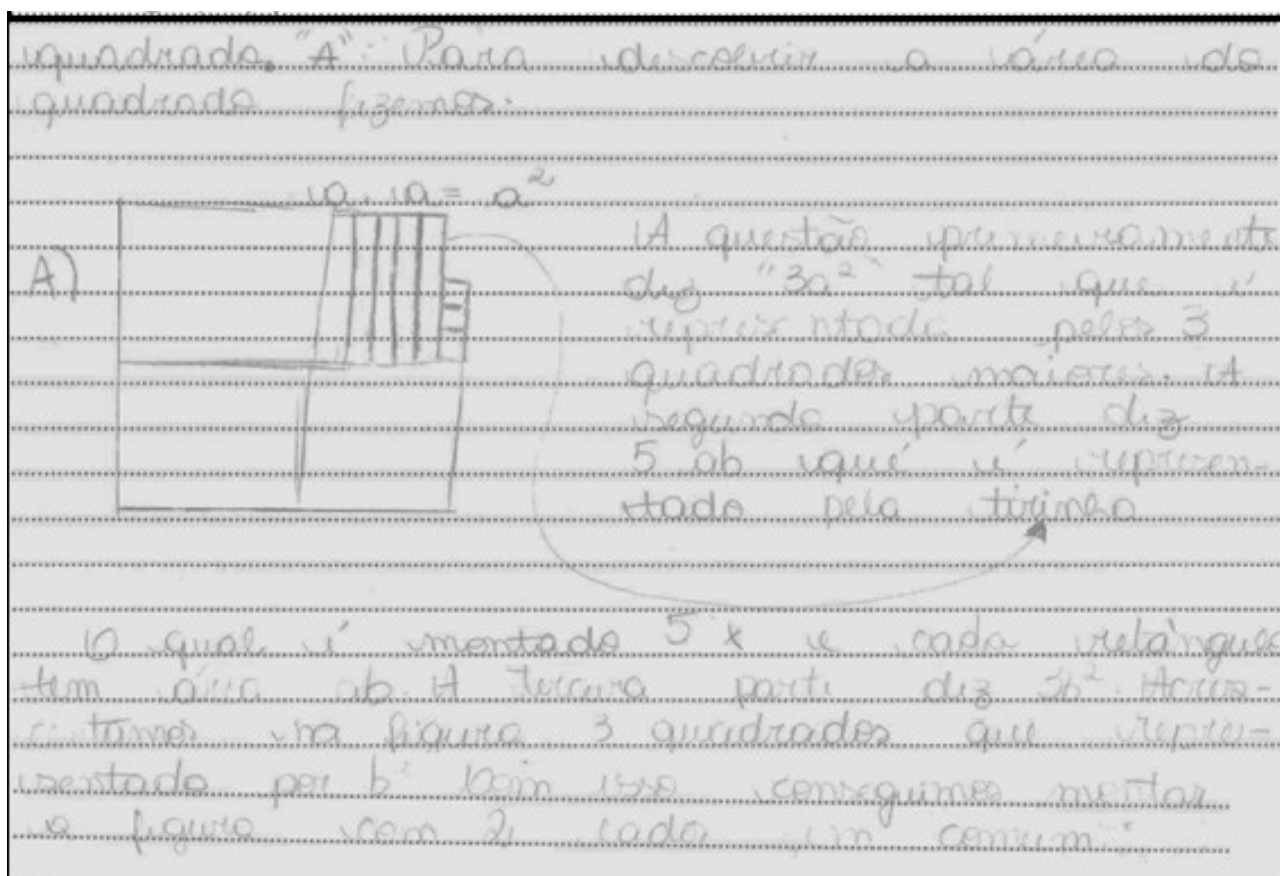 quadrado. "A": Para descobrir a área do
quadrado fizemos:
a . a = a²
A)
A questão primeiramente
diz "3a²" tal que é
representado pelos 3
quadrados maiores. A
segunda parte diz
5 ab que é represen-
tado pela tirinha
O qual é montado 5 x e cada retângulo
tem área ab. A terceira parte diz 3b². Acres-
centamos na figura 3 quadrados que repre-
sentado por b² Com isso conseguimos montar
a figura com 2 lados em comum.